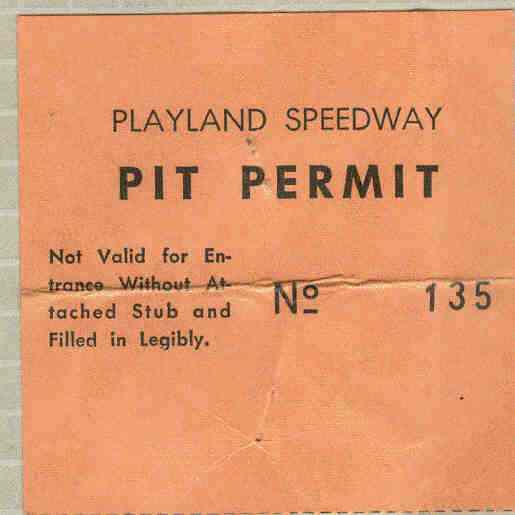 PLAYLAND SPEEDWAY
PIT PERMIT
Not Valid for En-
trance Without At-
tached Stub and
Filled in Legibly.
Nº 135